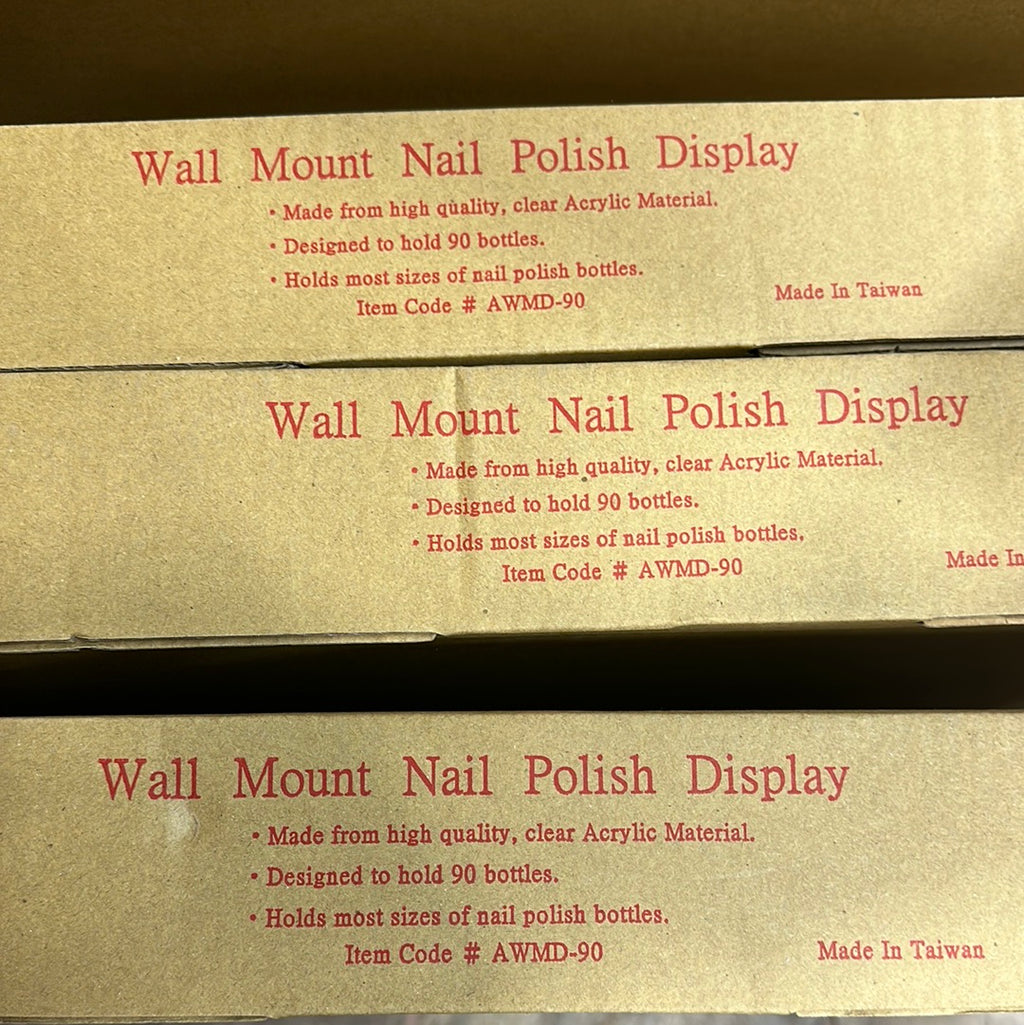 Wall Mount Nail Polish Display
• Made from high quality, clear Acrylic Material.
• Designed to hold 90 bottles.
• Holds most sizes of nail polish bottles.
Item Code # AWMD-90
Made In Taiwan
Wall Mount Nail Polish Display
• Made from high quality, clear Acrylic Material.
• Designed to hold 90 bottles.
• Holds most sizes of nail polish bottles.
Item Code # AWMD-90
Made In
Wall Mount Nail Polish Display
• Made from high quality, clear Acrylic Material.
• Designed to hold 90 bottles.
• Holds most sizes of nail polish bottles.
Item Code # AWMD-90
Made In Taiwan